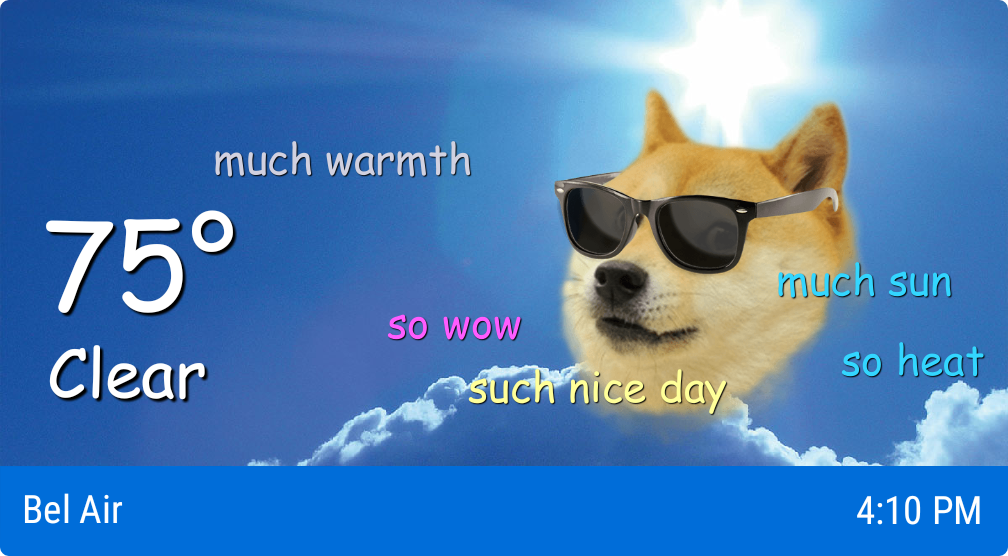 much warmth
75°
Clear
so wow
such nice day
much sun
so heat
Bel Air
4:10 PM